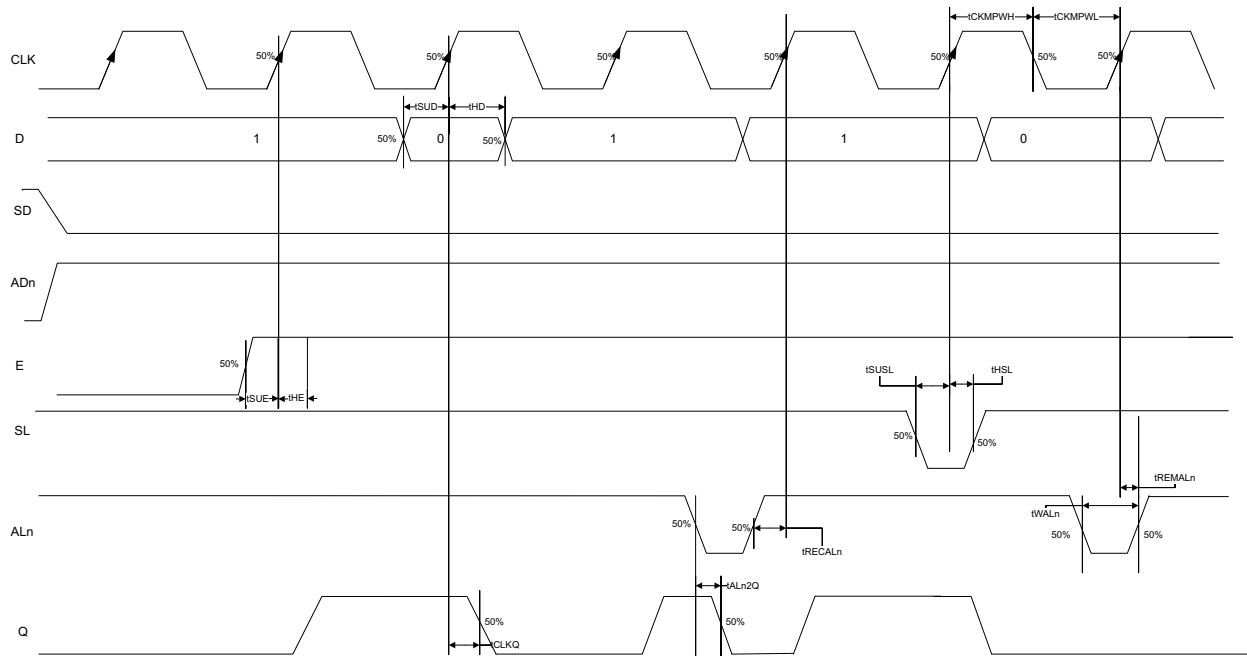 tCKMPWH
tCKMPWL
CLK
50%
50%
50%
50%
50%
50%
50%
tSUD
tHD
D
1
50%
0
50%
1
1
0
SD
ADn
E
50%
tSUE
tHE
tSUSL
tHSL
SL
50%
50%
tREMALn
ALn
50%
50%
tRECALn
tWALn
50%
50%
tALn2Q
Q
50%
50%
tCLKQ